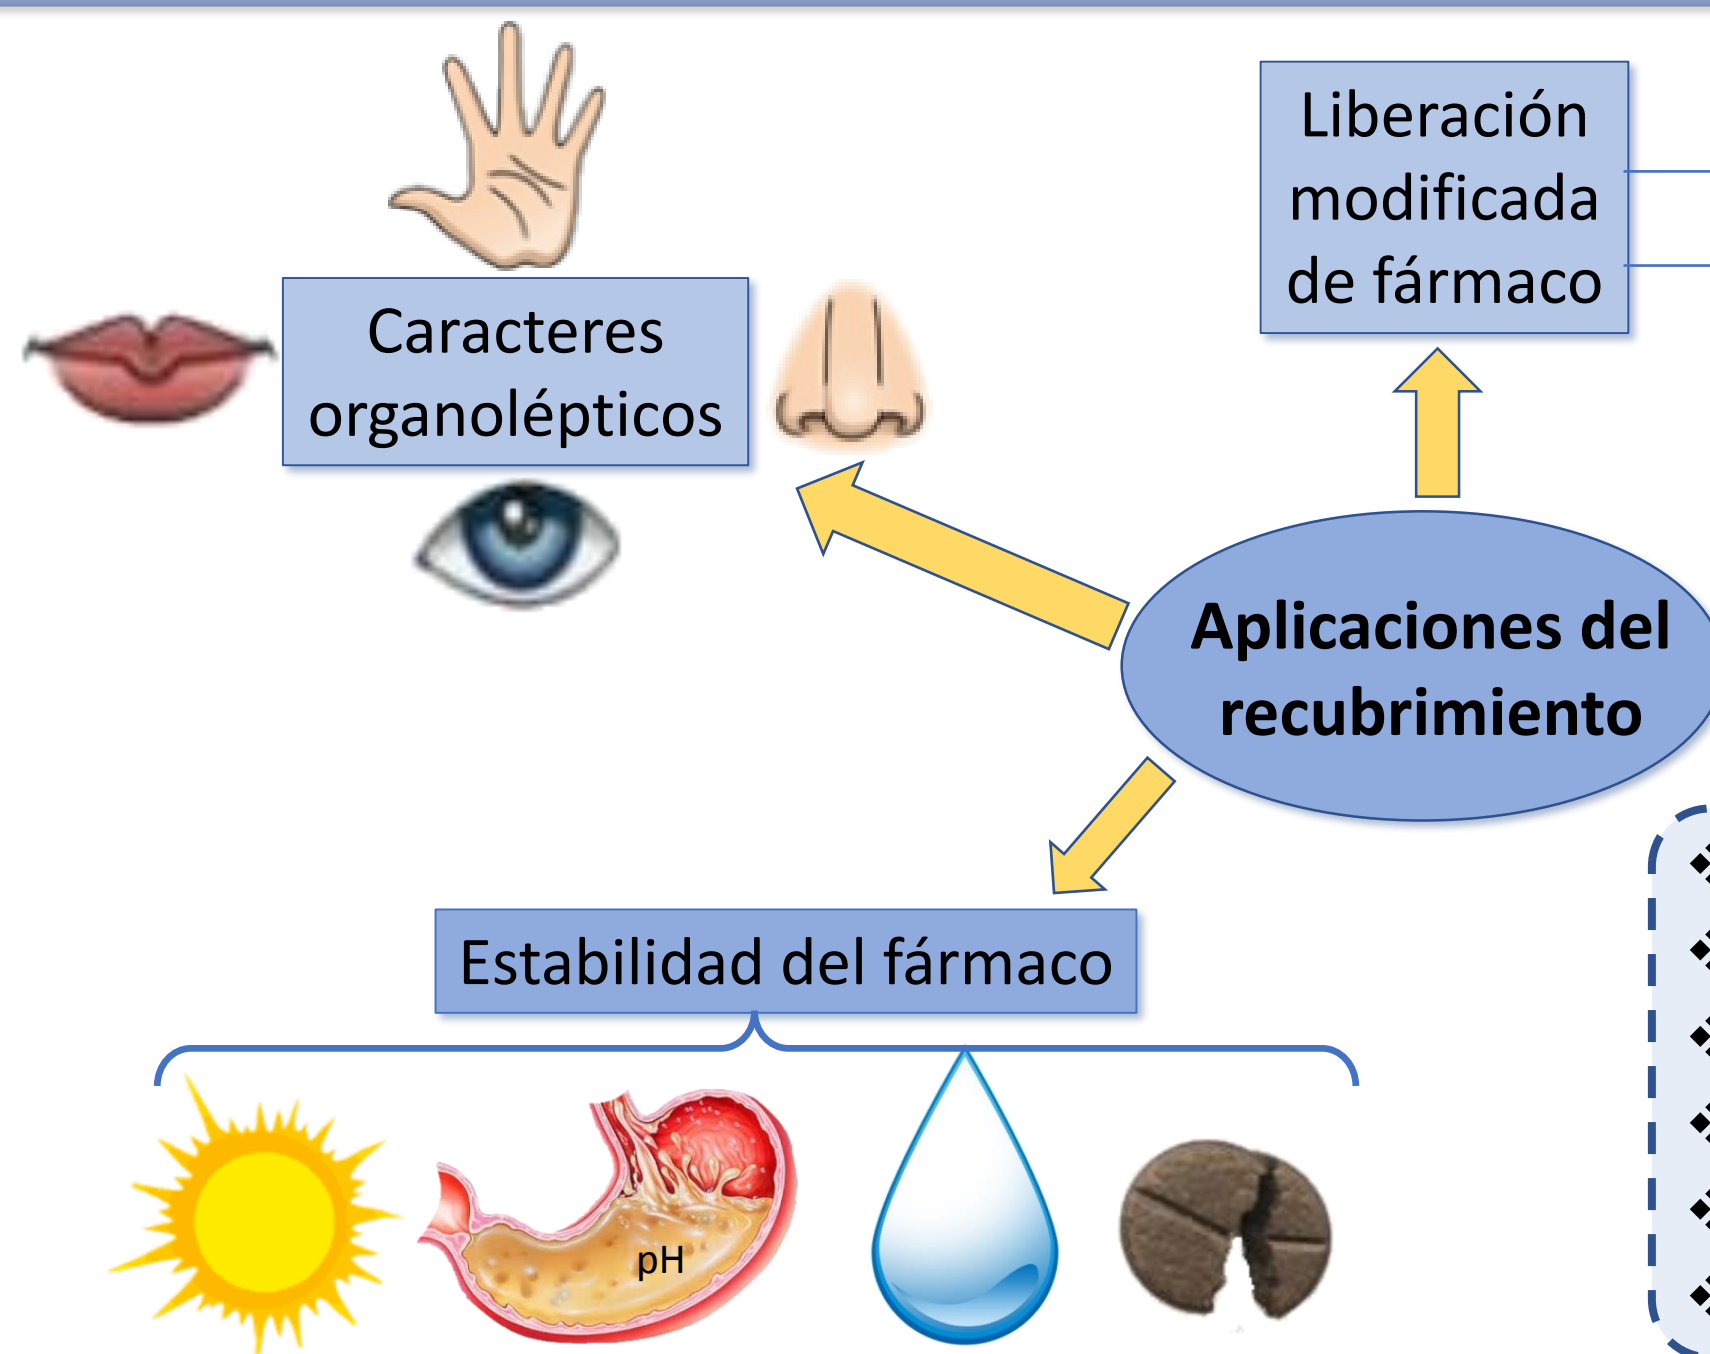 Liberación
modificada
de fármaco
Caracteres
organolépticos
Aplicaciones del
recubrimiento
Estabilidad del fármaco
pH